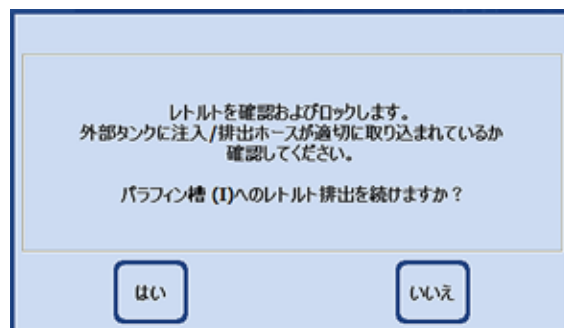 レトルトを確認およびロックします。
外部タンクに注入/排出ホースが適切に取り込まれているか
確認してください。
パラフィン槽 (I)へのレトルト排出を続けますか？
はい
いいえ